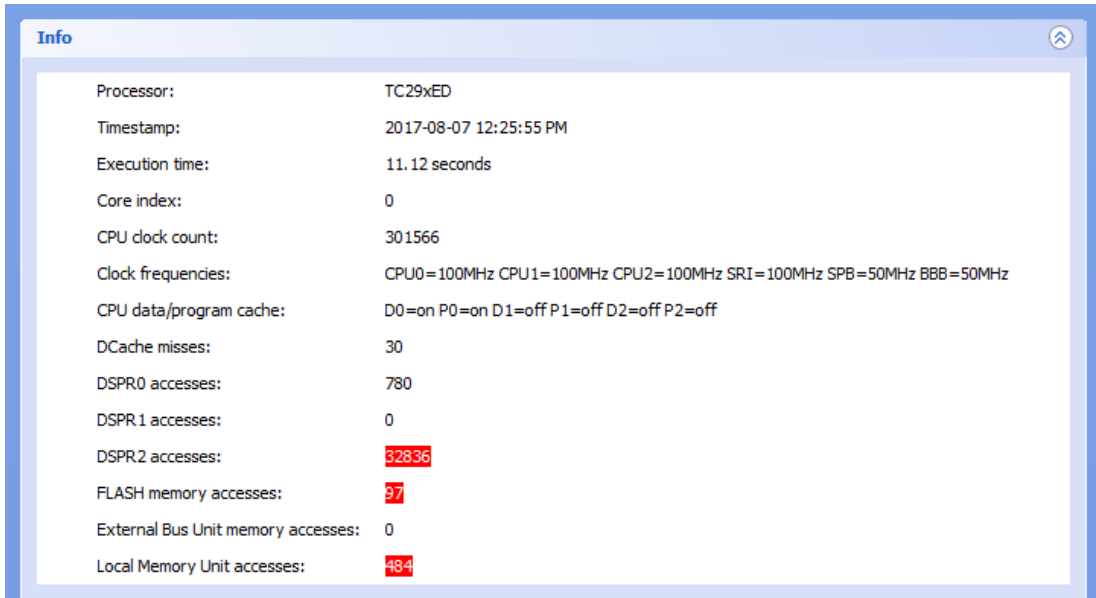 Info
Processor: TC29xED
Timestamp: 2017-08-07 12:25:55 PM
Execution time: 11.12 seconds
Core index: 0
CPU clock count: 301566
Clock frequencies: CPU0=100MHz CPU1=100MHz CPU2=100MHz SRI=100MHz SPB=50MHz BBB=50MHz
CPU data/program cache: D0=on P0=on D1=off P1=off D2=off P2=off
DCache misses: 30
DSPR0 accesses: 780
DSPR1 accesses: 0
DSPR2 accesses: 32836
FLASH memory accesses: 97
External Bus Unit memory accesses: 0
Local Memory Unit accesses: 484